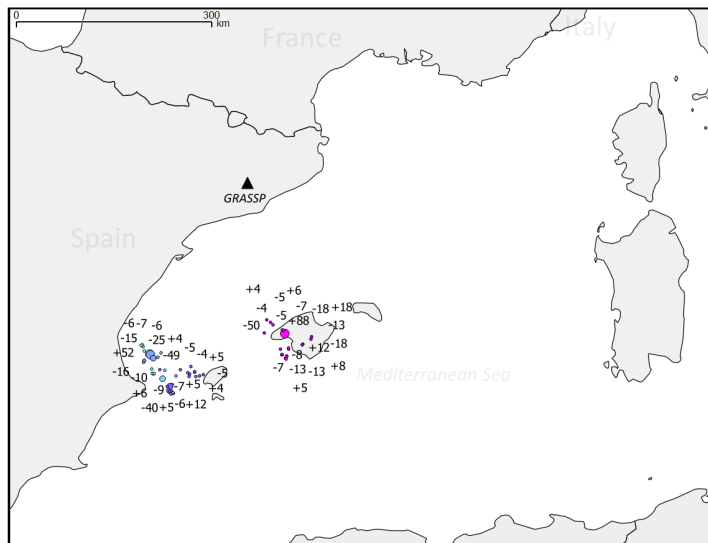 0 300
km
France
Italy
GRASSP
Spain
+4 -5 +6
-4 -7 -18 +18
-5
-50 +88 -13
-6 -7 -6
-15 -25 +4
-5 +12 -18
+52 -49 -4 +5 -8
-16 -10 -5 -7 -13 -13 +8
Mediterranean Sea
+6 -9 -7 +5 +4 +5
-40 +5 -6 +12